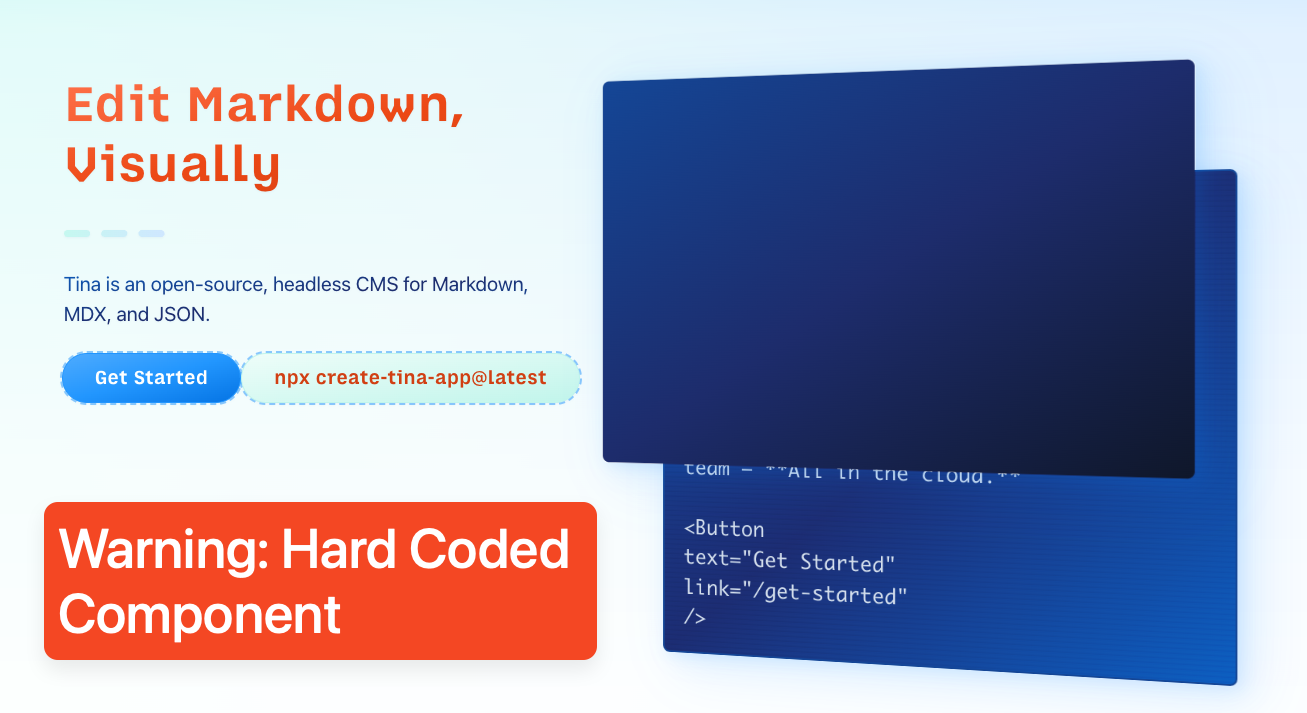 Edit Markdown,
Visually
Tina is an open-source, headless CMS for Markdown,
MDX, and JSON.
Get Started
npx create-tina-app@latest
Warning: Hard Coded
Component
team — **All in the cloud.**
<Button
text="Get Started"
link="/get-started"
/>